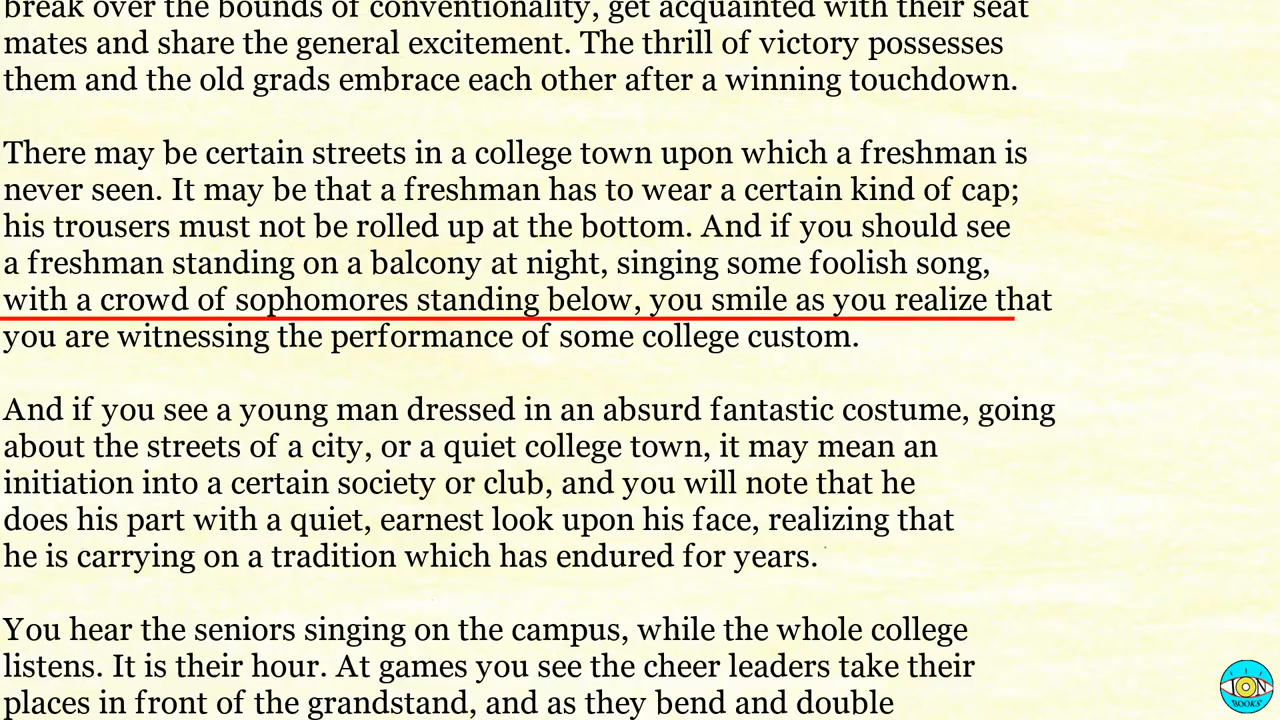 break over the bounds of conventionality, get acquainted with their seat
mates and share the general excitement. The thrill of victory possesses
them and the old grads embrace each other after a winning touchdown.
There may be certain streets in a college town upon which a freshman is
never seen. It may be that a freshman has to wear a certain kind of cap;
his trousers must not be rolled up at the bottom. And if you should see
a freshman standing on a balcony at night, singing some foolish song,
with a crowd of sophomores standing below, you smile as you realize that
you are witnessing the performance of some college custom.
And if you see a young man dressed in an absurd fantastic costume, going
about the streets of a city, or a quiet college town, it may mean an
initiation into a certain society or club, and you will note that he
does his part with a quiet, earnest look upon his face, realizing that
he is carrying on a tradition which has endured for years.
You hear the seniors singing on the campus, while the whole college
listens. It is their hour. At games you see the cheer leaders take their
places in front of the grandstand, and as they bend and double
ION
BOOKS